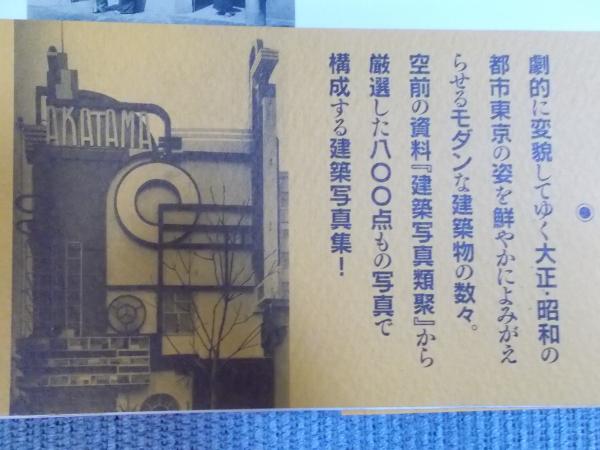 劇的に変貌してゆく大正・昭和の
都市東京の姿を鮮やかによみがえ
らせるモダンな建築物の数々。
空前の資料『建築写真類聚』から
厳選した八〇〇点もの写真で
構成する建築写真集！
AKATAMA